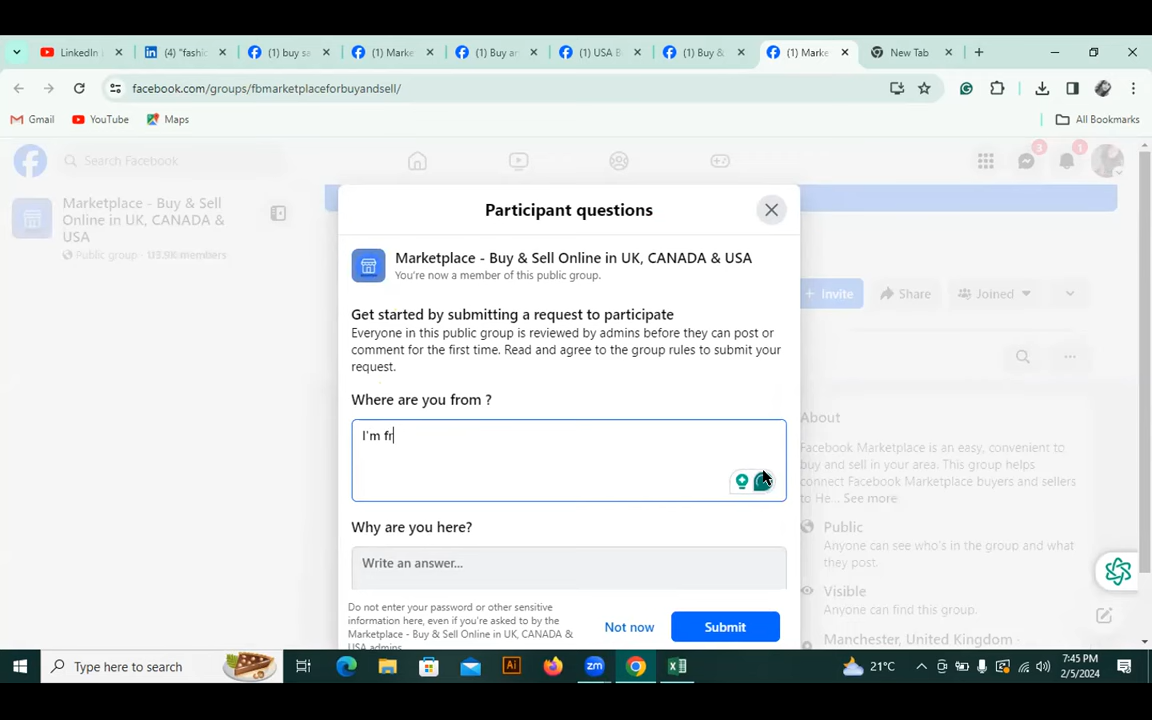 LinkedIn
(4) "fashi
(1) buy se
(1) Marke
(1) Buy ar
(1) USA B
(1) Buy &
(1) Marke
New Tab
facebook.com/groups/fbmarketplaceforbuyandsell/
Gmail
YouTube
Maps
All Bookmarks
Search Facebook
3
1
Marketplace - Buy & Sell
Online in UK, CANADA &
USA
Public group · 113.9K members
Invite
Share
Joined
Participant questions
Marketplace - Buy & Sell Online in UK, CANADA & USA
You're now a member of this public group.
Get started by submitting a request to participate
Everyone in this public group is reviewed by admins before they can post or
comment for the first time. Read and agree to the group rules to submit your
request.
Where are you from ?
I'm fr
Why are you here?
Write an answer...
Do not enter your password or other sensitive
information here, even if you're asked to by the
Marketplace - Buy & Sell Online in UK, CANADA &
USA admins.
Not now
Submit
About
Facebook Marketplace is an easy, convenient to
buy and sell in your area. This group helps
connect Facebook Marketplace buyers and sellers
to He... See more
Public
Anyone can see who's in the group and what
they post.
Visible
Anyone can find this group.
Manchester, United Kingdom ·
Type here to search
Ai
zm
21°C
7:45 PM
2/5/2024